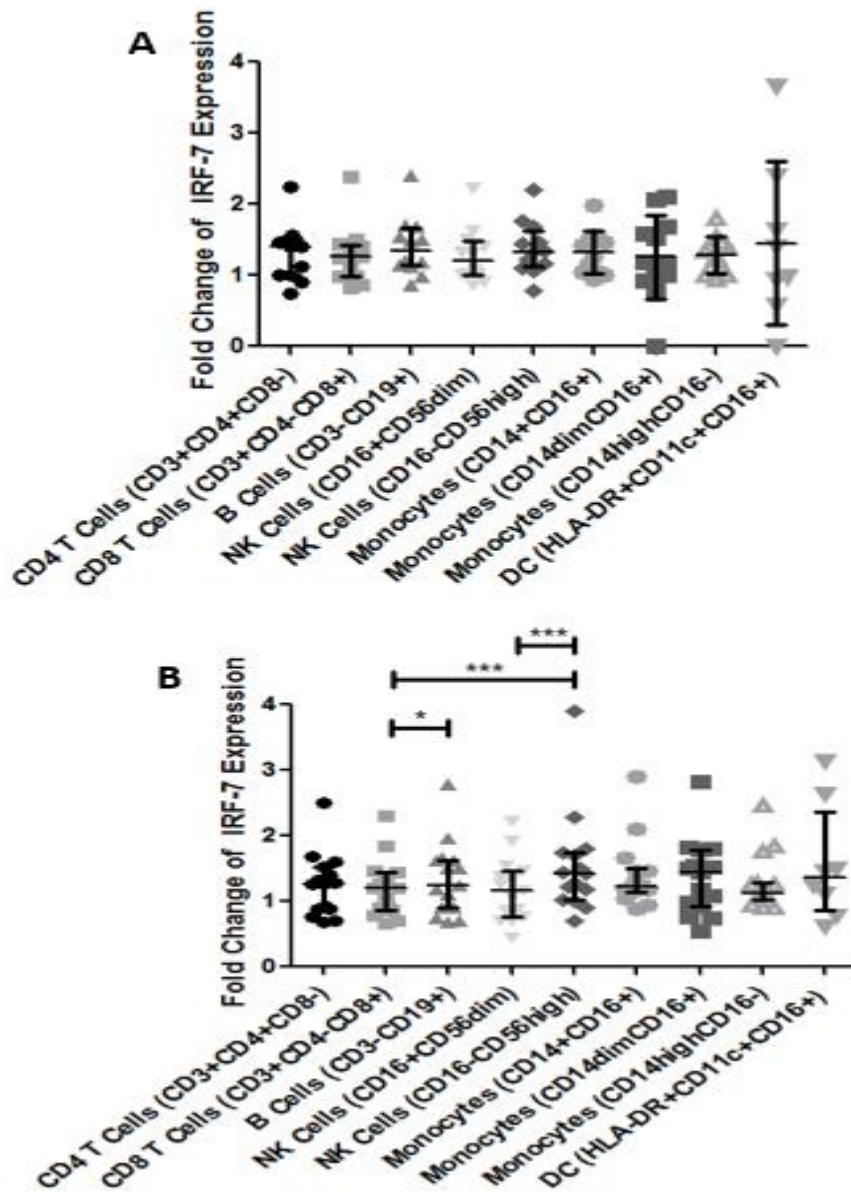 A
Fold Change of IRF-7 Expression
4
3
2
1
0
CD4 T Cells (CD3+CD4+CD8-)
CD8 T Cells (CD3+CD4-CD8+)
B Cells (CD3-CD19+)
NK Cells (CD16+CD56dim)
NK Cells (CD16-CD56high)
Monocytes (CD14+CD16+)
Monocytes (CD14dimCD16+)
Monocytes (CD14highCD16-)
DC (HLA-DR+CD11c+CD16+)
B
Fold Change of IRF-7 Expression
***
***
*
4
3
2
1
0
CD4 T Cells (CD3+CD4+CD8-)
CD8 T Cells (CD3+CD4-CD8+)
B Cells (CD3-CD19+)
NK Cells (CD16+CD56dim)
NK Cells (CD16-CD56high)
Monocytes (CD14+CD16+)
Monocytes (CD14dimCD16+)
Monocytes (CD14highCD16-)
DC (HLA-DR+CD11c+CD16+)